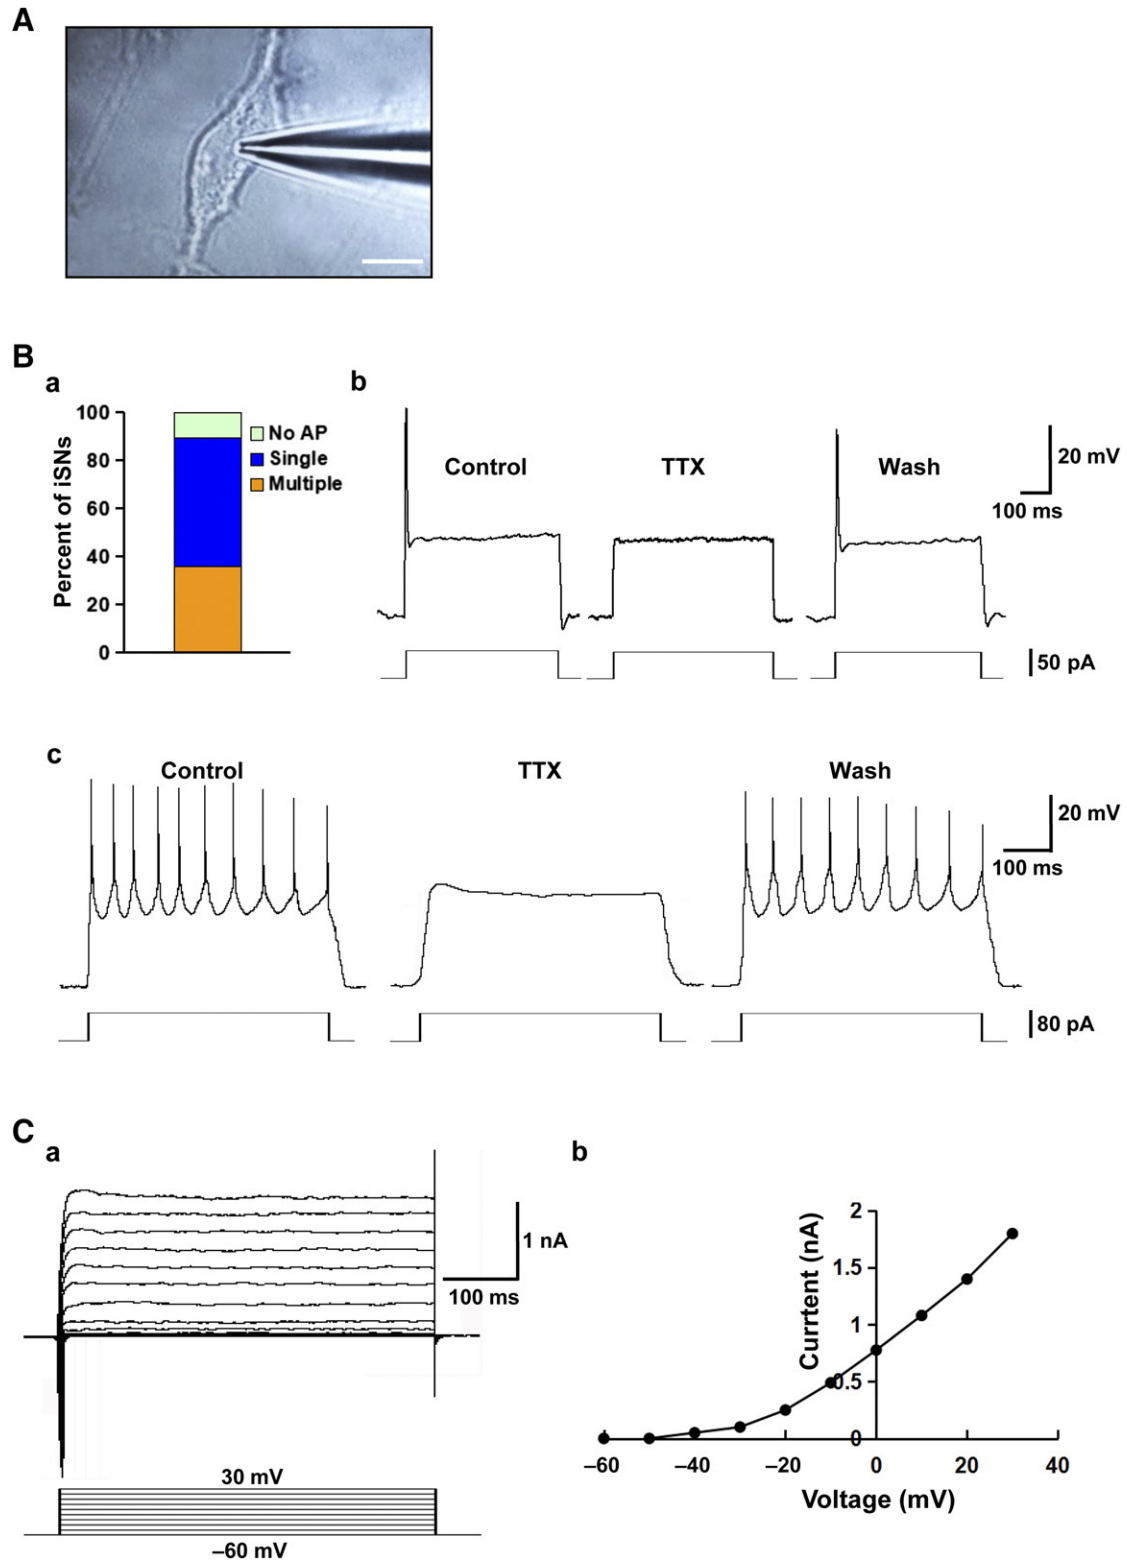 A
B
a
b
100
80
60
40
20
0
Percent of iSNs
No AP
Single
Multiple
Control
TTX
Wash
20 mV
100 ms
50 pA
c
Control
TTX
Wash
20 mV
100 ms
80 pA
C
a
b
1 nA
100 ms
30 mV
–60 mV
2
1.5
1
0.5
0
Currtent (nA)
–60
–40
–20
0
20
40
Voltage (mV)